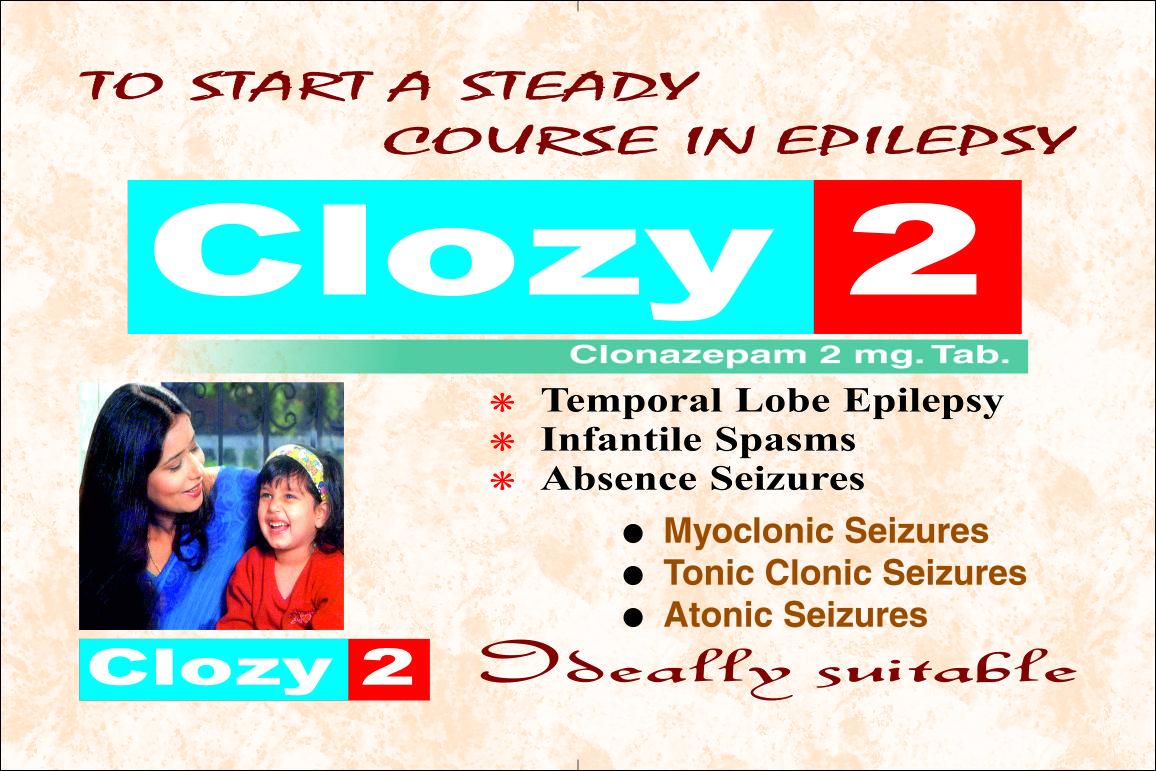 TO START A STEADY
COURSE IN EPILEPSY
Clozy 2
Clonazepam 2 mg. Tab.
Temporal Lobe Epilepsy
Infantile Spasms
Absence Seizures
Myoclonic Seizures
Tonic Clonic Seizures
Atonic Seizures
Clozy 2
Ideally suitable